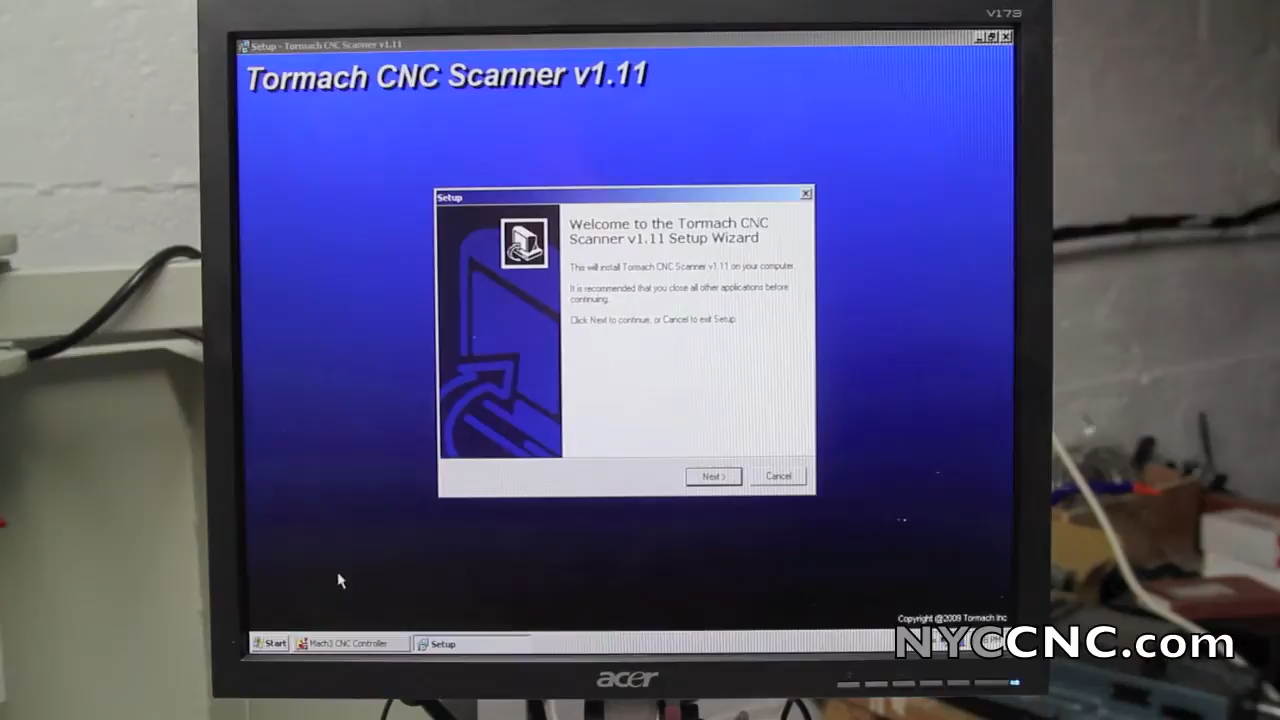 V173
Setup - Tormach CNC Scanner v1.11
Tormach CNC Scanner v1.11
Setup
Welcome to the Tormach CNC
Scanner v1.11 Setup Wizard
This will install Tormach CNC Scanner v1.11 on your computer.
It is recommended that you close all other applications before
continuing.
Click Next to continue, or Cancel to exit Setup.
Next >
Cancel
Copyright @2009 Tormach Inc
Start
Mach3 CNC Controller
Setup
NYCCNC.com
acer